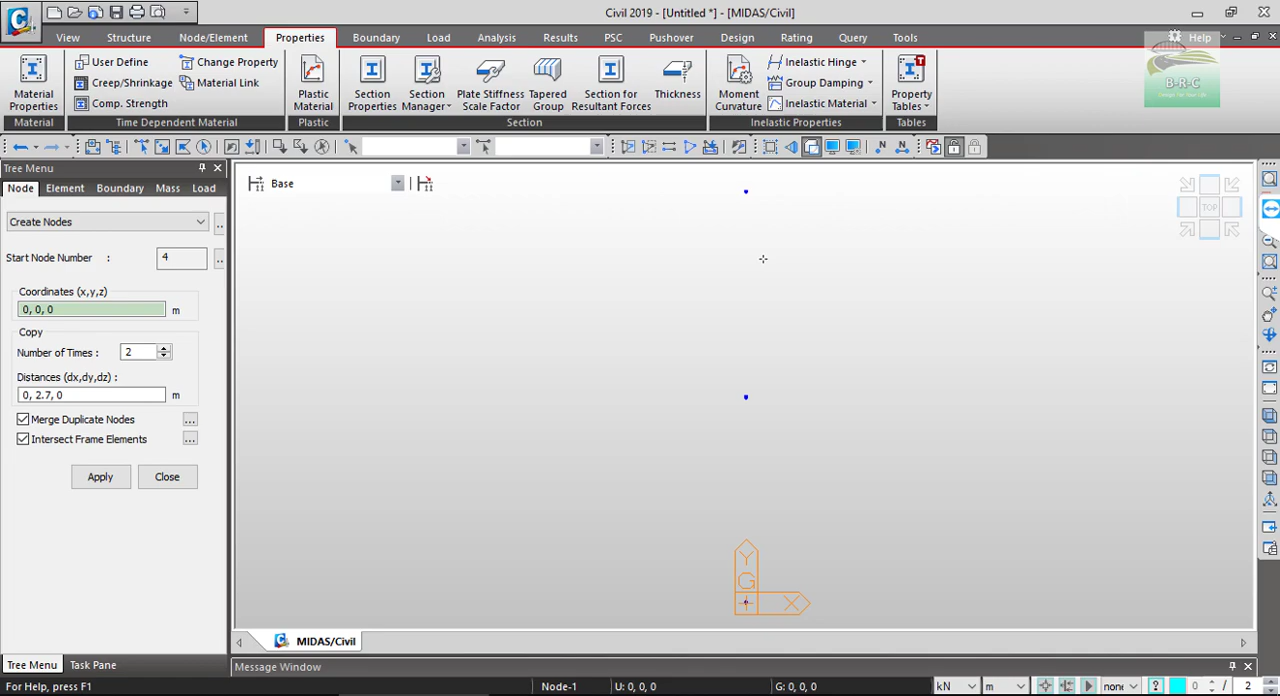 Civil 2019 - [Untitled *] - [MIDAS/Civil]
View Structure Node/Element Properties Boundary Load Analysis Results PSC Pushover Design Rating Query Tools Help
Material Properties
User Define
Creep/Shrinkage
Comp. Strength
Change Property
Material Link
Plastic Material
Section Properties
Section Manager
Plate Stiffness Scale Factor
Tapered Group
Section for Resultant Forces
Thickness
Moment Curvature
Inelastic Hinge
Group Damping
Inelastic Material
Property Tables
Material Time Dependent Material Plastic Section Inelastic Properties Tables
B-R-C
Tree Menu
Node Element Boundary Mass Load
Base
TOP
Create Nodes
Start Node Number : 4
Coordinates (x,y,z)
0, 0, 0 m
Copy
Number of Times : 2
Distances (dx,dy,dz) :
0, 2.7, 0 m
Merge Duplicate Nodes ...
Intersect Frame Elements ...
Apply Close
Y
G
X
MIDAS/Civil
Tree Menu Task Pane
Message Window
For Help, press F1 Node-1 U: 0, 0, 0 G: 0, 0, 0 kN m none 0 / 2